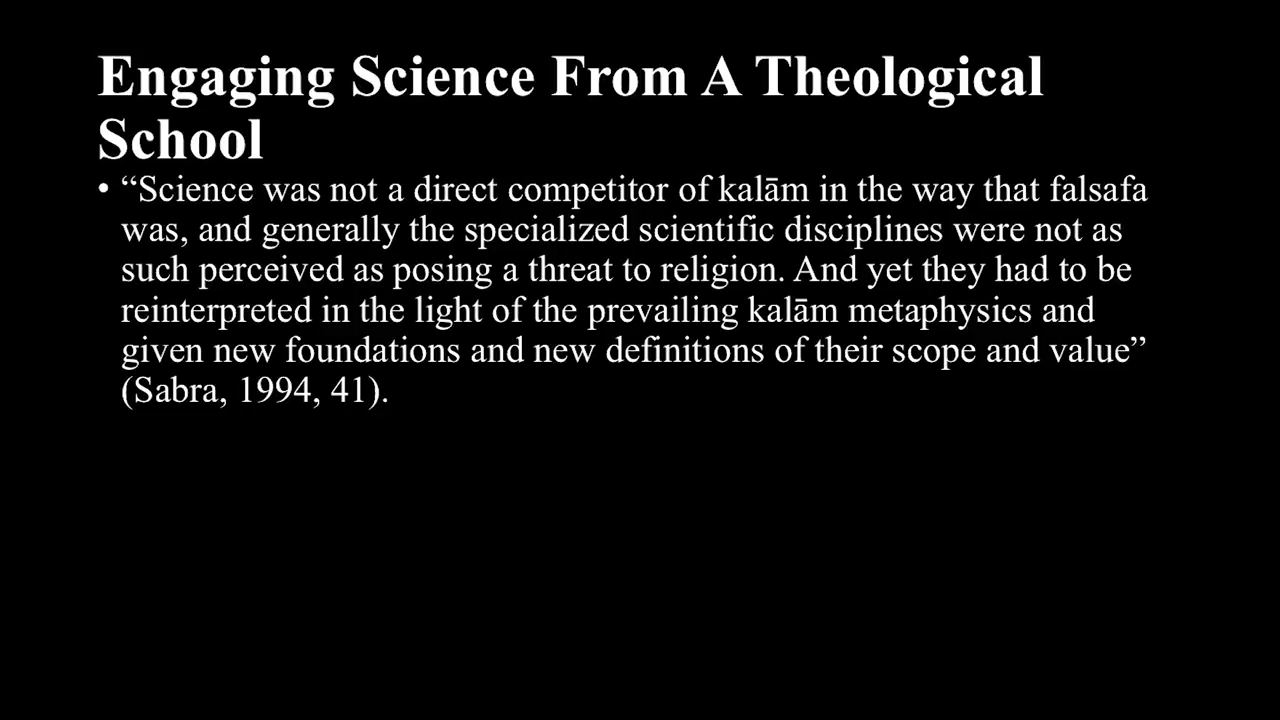 Engaging Science From A Theological
School
• “Science was not a direct competitor of kalām in the way that falsafa
was, and generally the specialized scientific disciplines were not as
such perceived as posing a threat to religion. And yet they had to be
reinterpreted in the light of the prevailing kalām metaphysics and
given new foundations and new definitions of their scope and value”
(Sabra, 1994, 41).